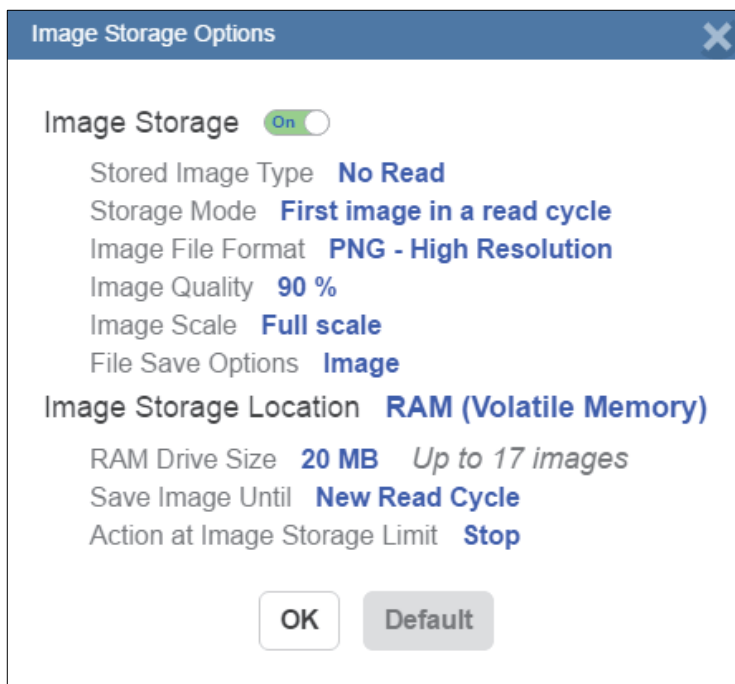 Image Storage Options
Image Storage On
Stored Image Type No Read
Storage Mode First image in a read cycle
Image File Format PNG - High Resolution
Image Quality 90 %
Image Scale Full scale
File Save Options Image
Image Storage Location RAM (Volatile Memory)
RAM Drive Size 20 MB Up to 17 images
Save Image Until New Read Cycle
Action at Image Storage Limit Stop
OK Default